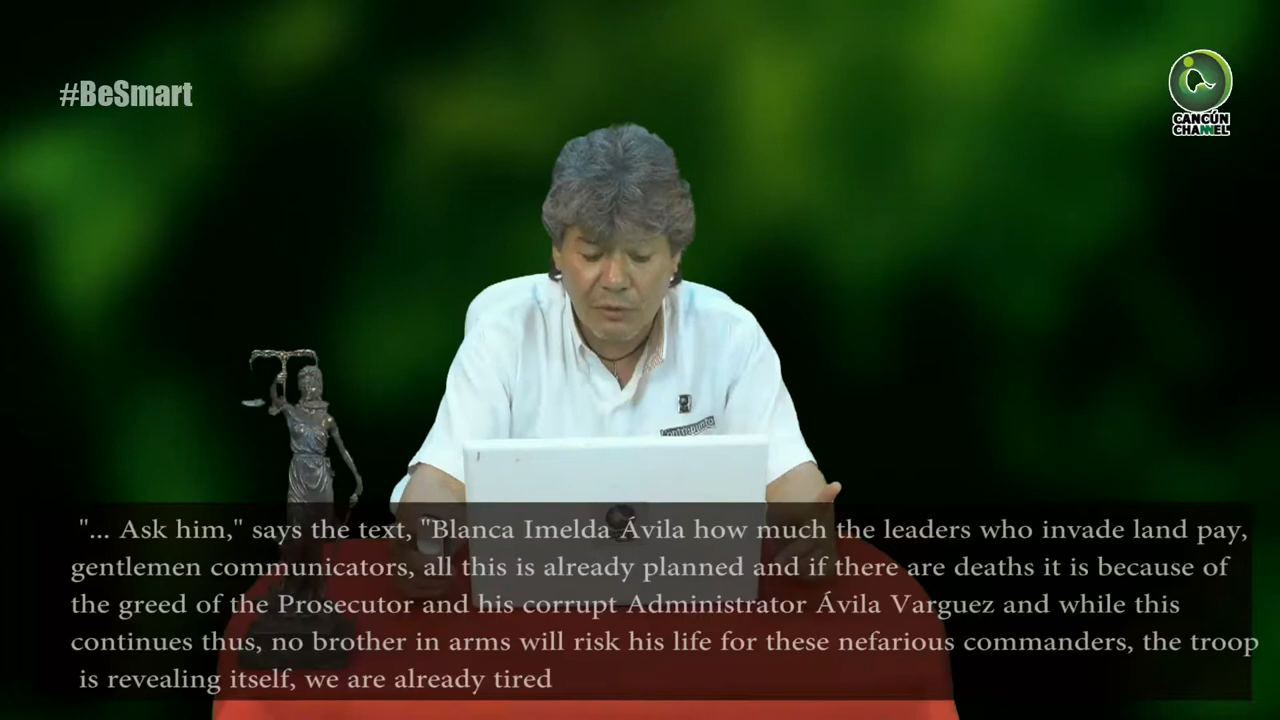 #BeSmart
CANCÚN
CHANNEL
Contrapunto
"... Ask him," says the text, "Blanca Imelda Ávila how much the leaders who invade land pay,
gentlemen communicators, all this is already planned and if there are deaths it is because of
the greed of the Prosecutor and his corrupt Administrator Ávila Varguez and while this
continues thus, no brother in arms will risk his life for these nefarious commanders, the troop
is revealing itself, we are already tired